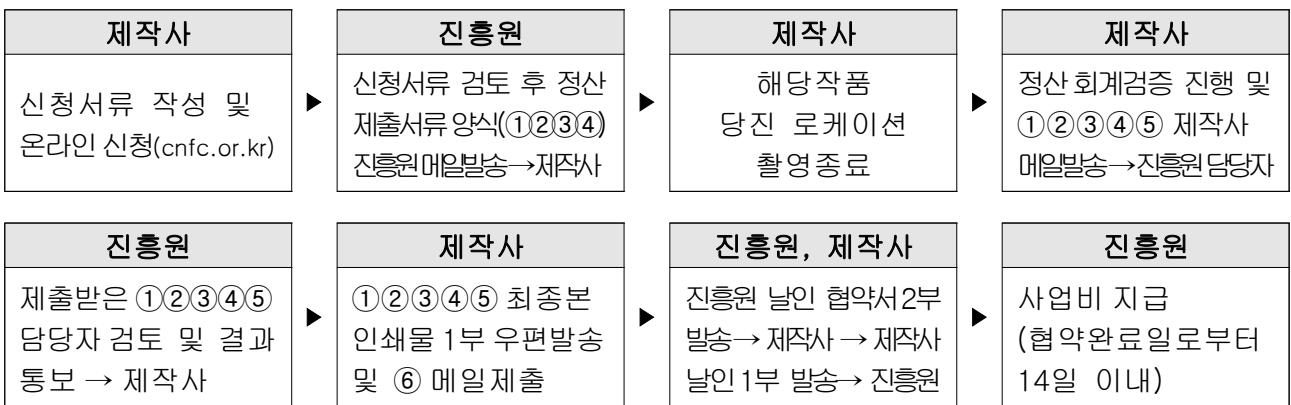 제작사
신청서류 작성 및
온라인 신청(cnfc.or.kr)
▶
진흥원
신청서류 검토 후 정산
제출서류 양식(①②③④)
진흥원 메일발송→제작사
▶
제작사
해당작품
당진 로케이션
촬영종료
▶
제작사
정산 회계검증 진행 및
①②③④⑤ 제작사
메일발송→진흥원 담당자
진흥원
제출받은 ①②③④⑤
담당자 검토 및 결과
통보 → 제작사
▶
제작사
①②③④⑤ 최종본
인쇄물 1부 우편발송
및 ⑥ 메일제출
▶
진흥원, 제작사
진흥원 날인 협약서 2부
발송→ 제작사 → 제작사
날인 1부 발송→ 진흥원
▶
진흥원
사업비 지급
(협약완료일로부터
14일 이내)